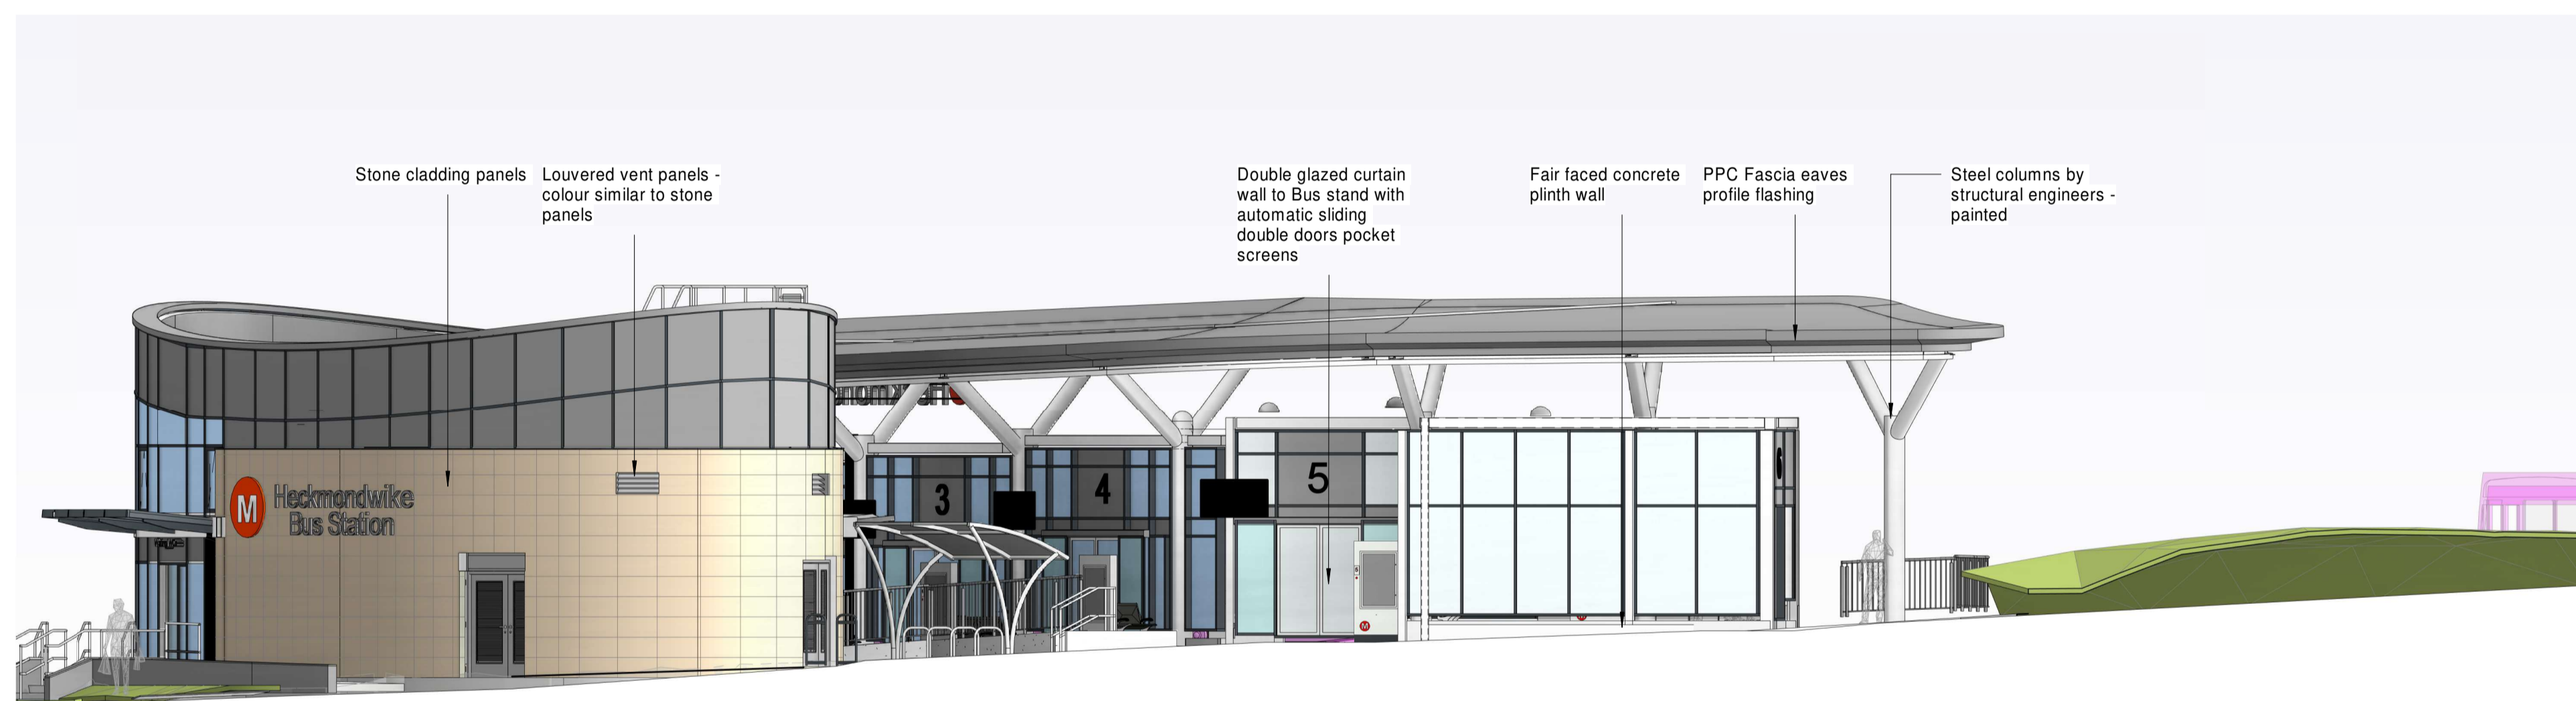 Stone cladding panels
Louvered vent panels -
colour similar to stone
panels
Double glazed curtain
wall to Bus stand with
automatic sliding
double doors pocket
screens
Fair faced concrete
plinth wall
PPC Fascia eaves
profile flashing
Steel columns by
structural engineers -
painted
M
Heckmondwike
Bus Station
3
4
5
6
M